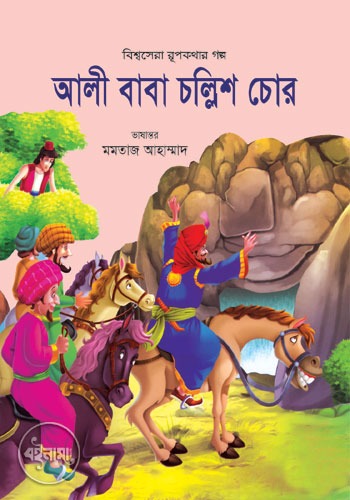 বিশ্বসেরা রূপকথার গল্প
আলী বাবা চল্লিশ চোর
ভাষান্তর
মমতাজ আহাম্মাদ
বইনামা